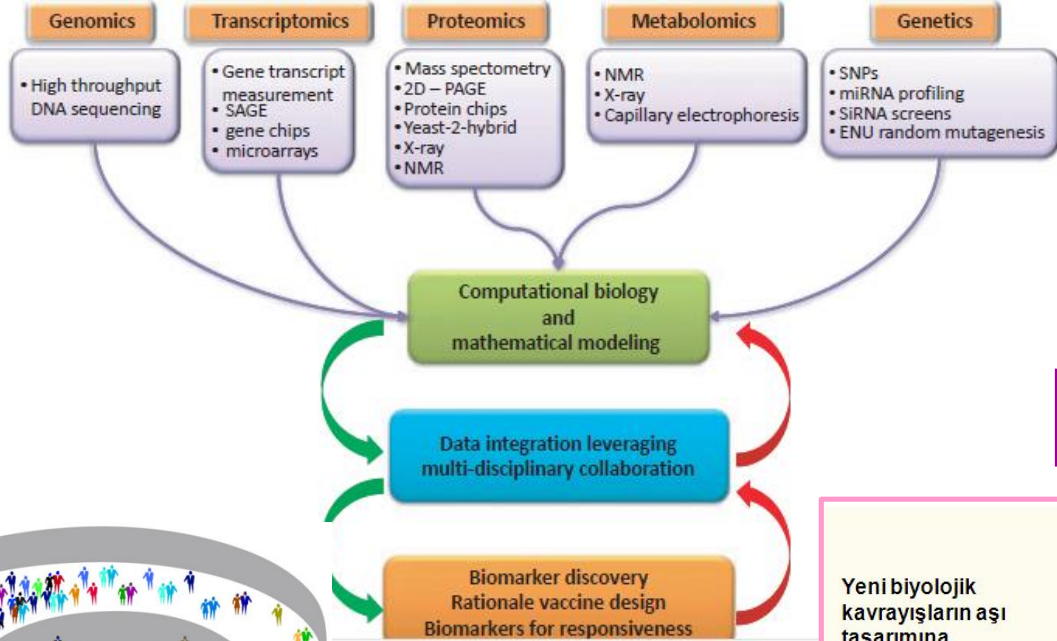 Genomics
• High throughput
DNA sequencing
Transcriptomics
• Gene transcript
measurement
• SAGE
• gene chips
• microarrays
Proteomics
• Mass spectometry
• 2D – PAGE
• Protein chips
• Yeast-2-hybrid
• X-ray
• NMR
Metabolomics
• NMR
• X-ray
• Capillary electrophoresis
Genetics
• SNPs
• miRNA profiling
• SiRNA screens
• ENU random mutagenesis
Computational biology
and
mathematical modeling
Data integration leveraging
multi-disciplinary collaboration
Biomarker discovery
Rationale vaccine design
Biomarkers for responsiveness
Yeni biyolojik
kavrayışların aşı
tasarımına